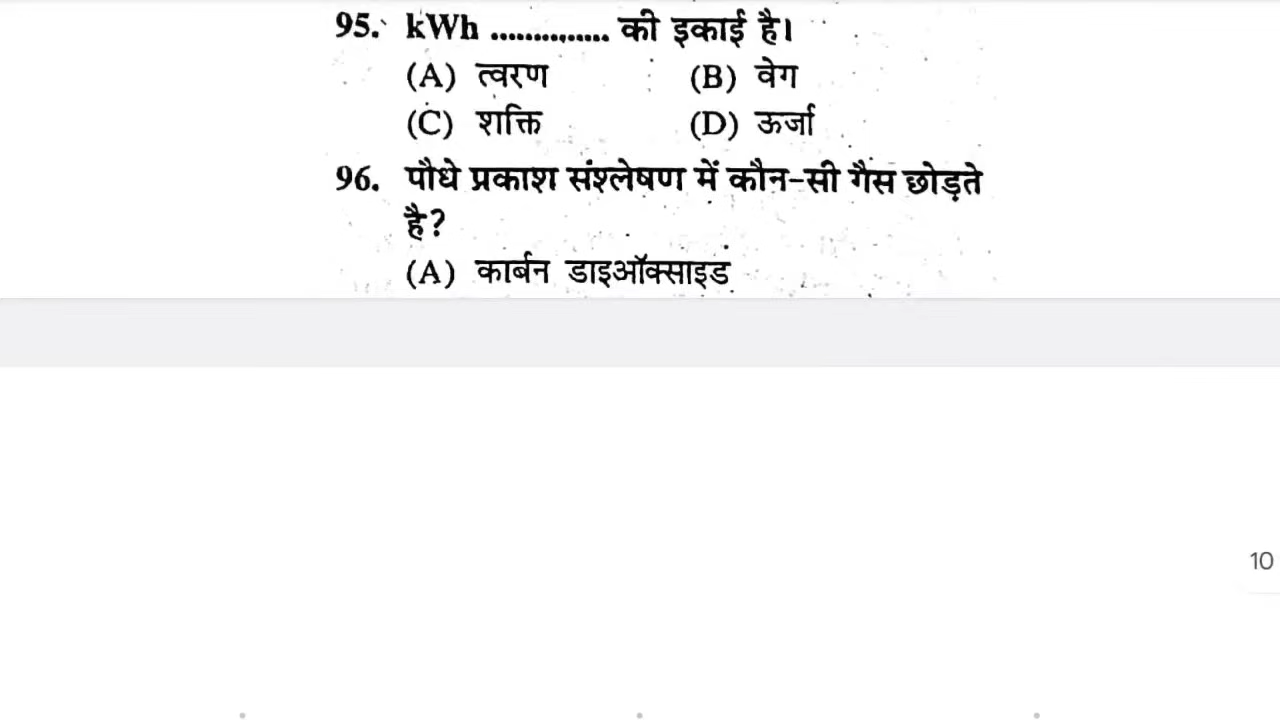 95. kWh .............. की इकाई है।
(A) त्वरण (B) वेग
(C) शक्ति (D) ऊर्जा
96. पौधे प्रकाश संश्लेषण में कौन-सी गैस छोड़ते
है?
(A) कार्बन डाइऑक्साइड
10